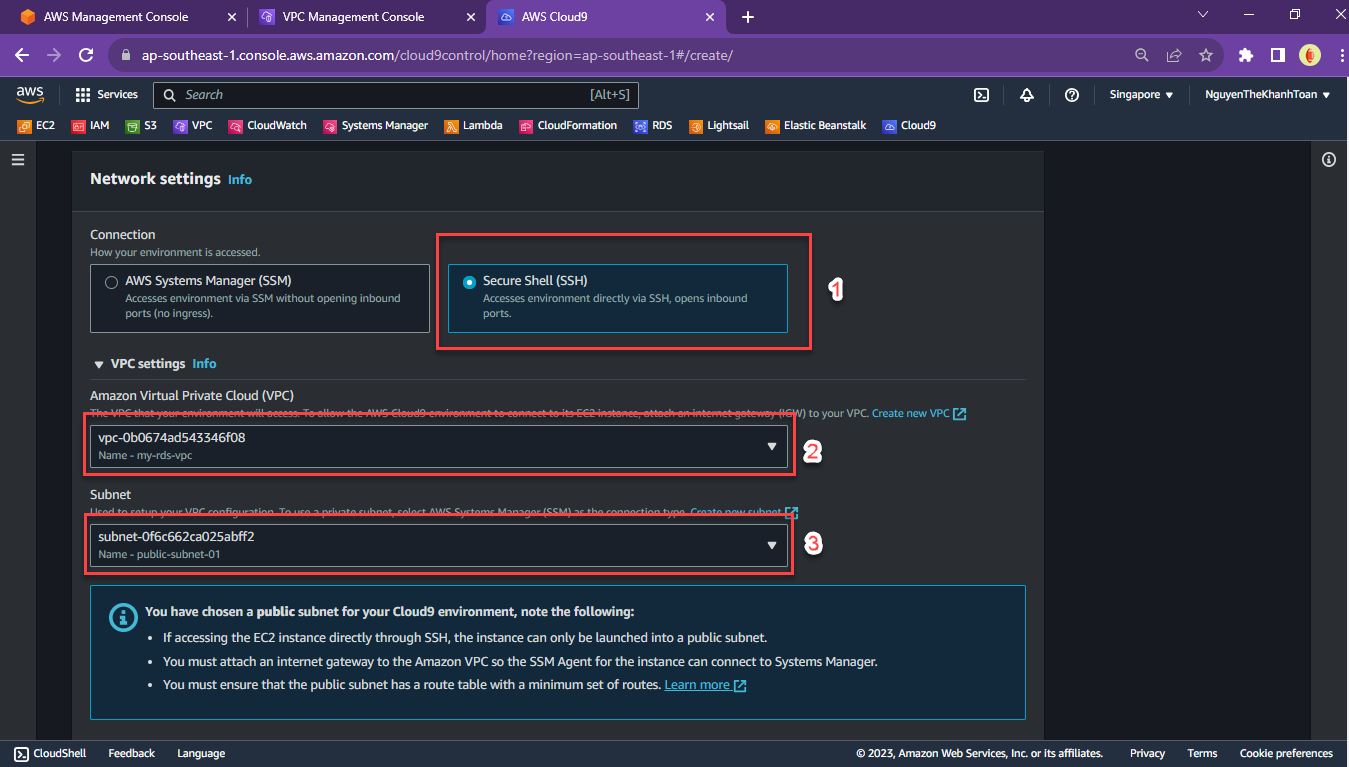 AWS Management Console
VPC Management Console
AWS Cloud9
ap-southeast-1.console.aws.amazon.com/cloud9control/home?region=ap-southeast-1#/create/
aws Services Search [Alt+S] Singapore NguyenTheKhanhToan
EC2 IAM S3 VPC CloudWatch Systems Manager Lambda CloudFormation RDS Lightsail Elastic Beanstalk Cloud9
Network settings Info
Connection
How your environment is accessed.
AWS Systems Manager (SSM)
Accesses environment via SSM without opening inbound
ports (no ingress).
Secure Shell (SSH)
Accesses environment directly via SSH, opens inbound
ports.
1
VPC settings Info
Amazon Virtual Private Cloud (VPC)
The VPC that your environment will access. To allow the AWS Cloud9 environment to connect to its EC2 instance, attach an internet gateway (IGW) to your VPC. Create new VPC
vpc-0b0674ad543346f08
Name - my-rds-vpc
2
Subnet
Used to setup your VPC configuration. To use a private subnet, select AWS Systems Manager (SSM) as the connection type. Create new subnet
subnet-0f6c662ca025abff2
Name - public-subnet-01
3
You have chosen a public subnet for your Cloud9 environment, note the following:
• If accessing the EC2 instance directly through SSH, the instance can only be launched into a public subnet.
• You must attach an internet gateway to the Amazon VPC so the SSM Agent for the instance can connect to Systems Manager.
• You must ensure that the public subnet has a route table with a minimum set of routes. Learn more
CloudShell Feedback Language © 2023, Amazon Web Services, Inc. or its affiliates. Privacy Terms Cookie preferences